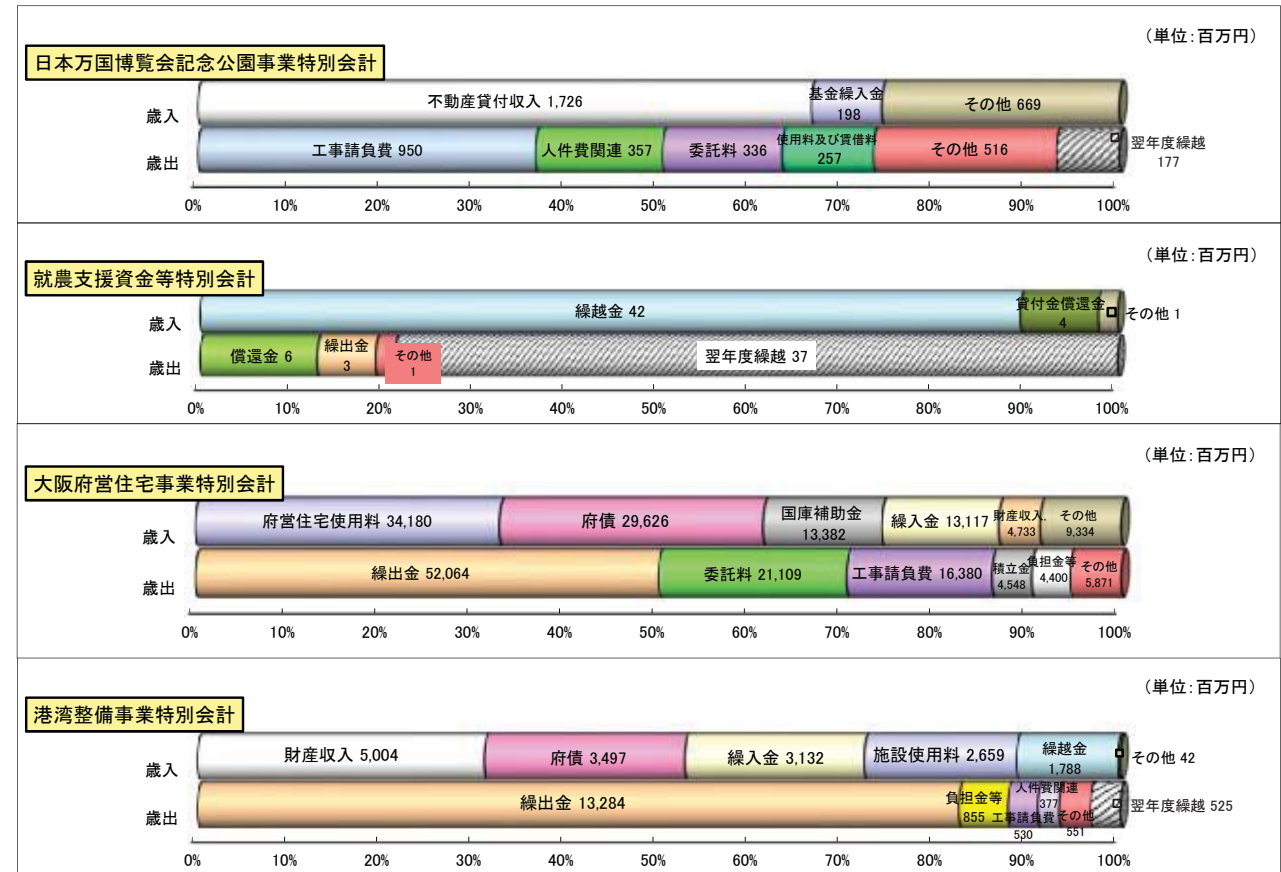 （単位：百万円）
日本万国博覧会記念公園事業特別会計
歳入
不動産貸付収入 1,726
基金繰入金
198
その他 669
歳出
工事請負費 950
人件費関連 357
委託料 336
使用料及び賃借料
257
その他 516
翌年度繰越
177
0% 10% 20% 30% 40% 50% 60% 70% 80% 90% 100%
（単位：百万円）
就農支援資金等特別会計
歳入
繰越金 42
貸付金償還金
4
その他 1
歳出
償還金 6
繰出金
3
その他
1
翌年度繰越 37
0% 10% 20% 30% 40% 50% 60% 70% 80% 90% 100%
（単位：百万円）
大阪府営住宅事業特別会計
歳入
府営住宅使用料 34,180
府債 29,626
国庫補助金
13,382
繰入金 13,117
財産収入.
4,733
その他
9,334
歳出
繰出金 52,064
委託料 21,109
工事請負費 16,380
積立金
4,548
負担金等
4,400
その他
5,871
0% 10% 20% 30% 40% 50% 60% 70% 80% 90% 100%
（単位：百万円）
港湾整備事業特別会計
歳入
財産収入 5,004
府債 3,497
繰入金 3,132
施設使用料 2,659
繰越金
1,788
その他 42
歳出
繰出金 13,284
負担金等
855
工事請負費
530
人件費関連
377
その他
551
翌年度繰越 525
0% 10% 20% 30% 40% 50% 60% 70% 80% 90% 100%